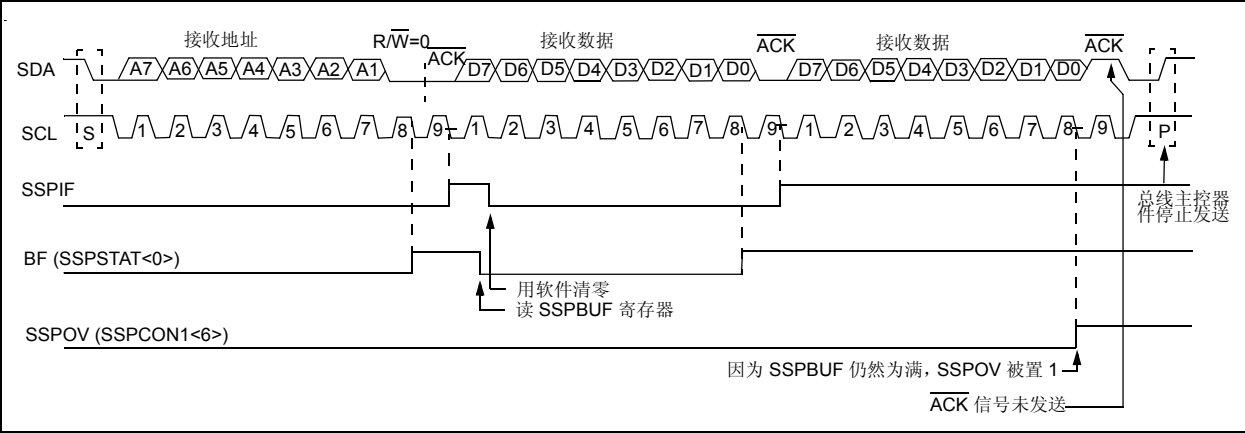 接收地址 R/W=0 接收数据 ACK 接收数据 ACK
ACK
SDA A7 A6 A5 A4 A3 A2 A1 D7 D6 D5 D4 D3 D2 D1 D0 D7 D6 D5 D4 D3 D2 D1 D0
SCL S 1 2 3 4 5 6 7 8 9 1 2 3 4 5 6 7 8 9 1 2 3 4 5 6 7 8 9 P
SSPIF
总线主控器
件停止发送
BF (SSPSTAT<0>)
用软件清零
读 SSPBUF 寄存器
SSPOV (SSPCON1<6>)
因为 SSPBUF 仍然为满，SSPOV 被置 1
ACK 信号未发送